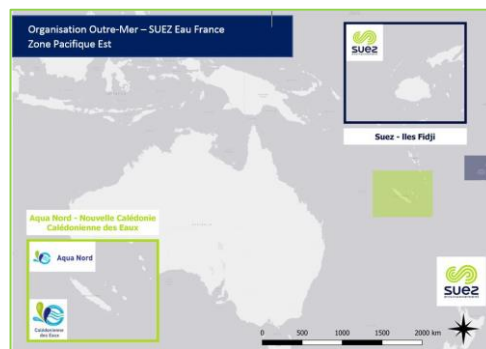 Organisation Outre-Mer – SUEZ Eau France
Zone Pacifique Est
suez
Suez - Iles Fidji
Aqua Nord - Nouvelle Calédonie
Calédonienne des Eaux
Aqua Nord
Calédonienne
des Eaux
suez
0 500 1000 1500 2000 km